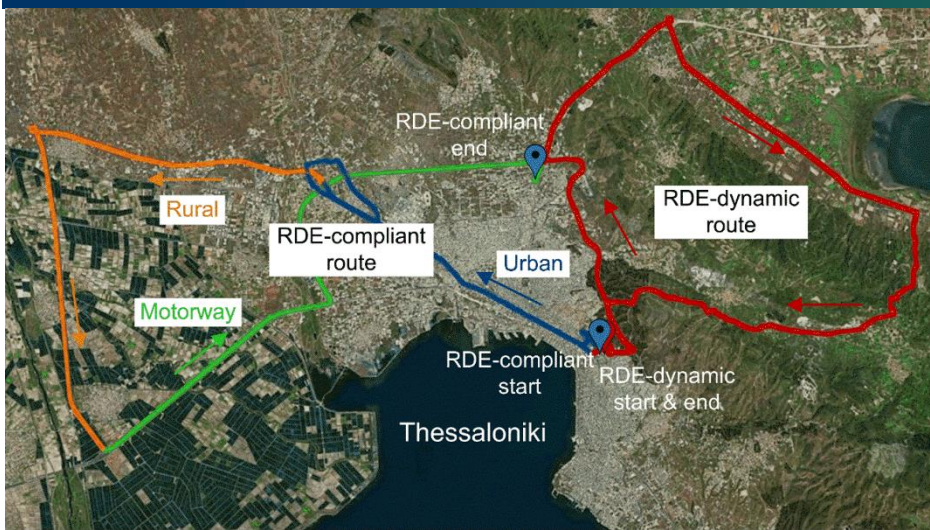 RDE-compliant
end
Rural
RDE-compliant
route
RDE-dynamic
route
Urban
Motorway
RDE-compliant
start
RDE-dynamic
start & end
Thessaloniki